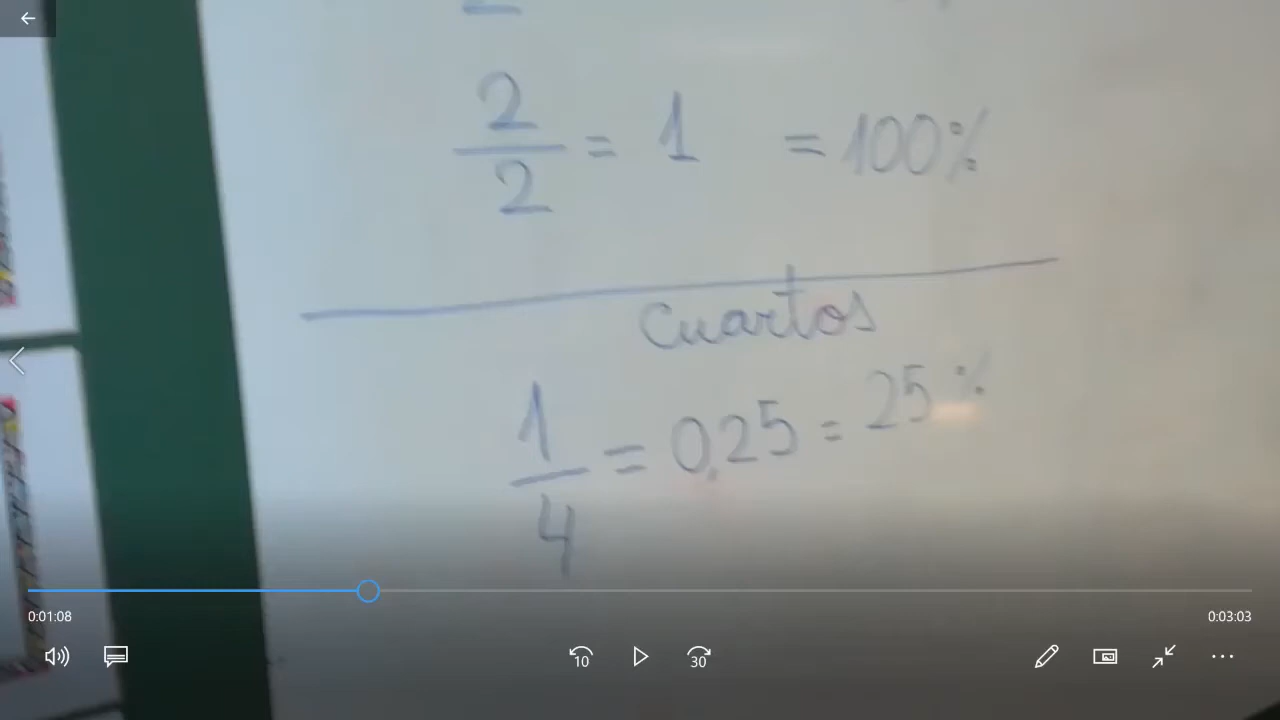 2/2 = 1 = 100%
Cuartos
1/4 = 0,25 = 25%
0:01:08
0:03:03
10
30